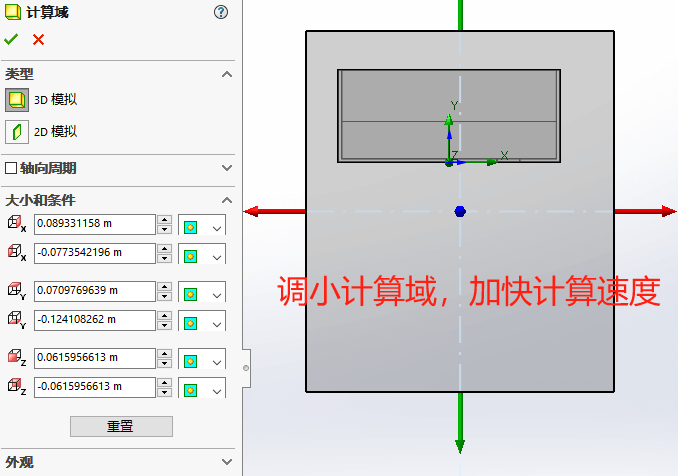 计算域
类型
3D 模拟
2D 模拟
轴向周期
大小和条件
X 0.089331158 m
X -0.0773542196 m
Y 0.0709769639 m
Y -0.124108262 m
Z 0.0615956613 m
Z -0.0615956613 m
重置
外观
Y
Z X
调小计算域，加快计算速度